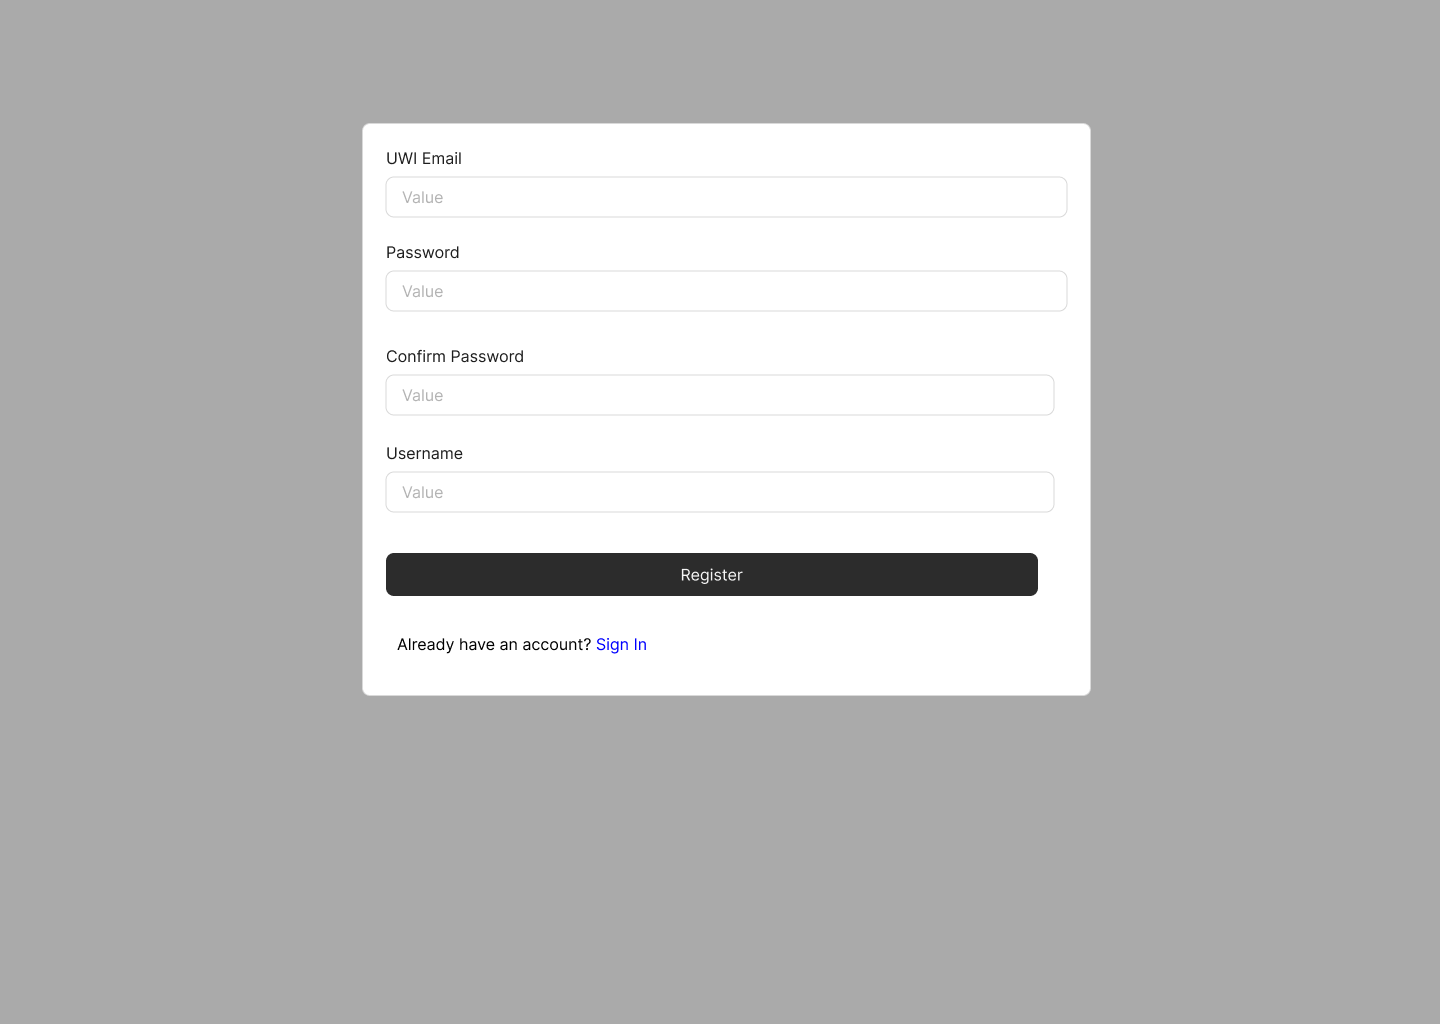 UWI Email
Value
Password
Value
Confirm Password
Value
Username
Value
Register
Already have an account? Sign In